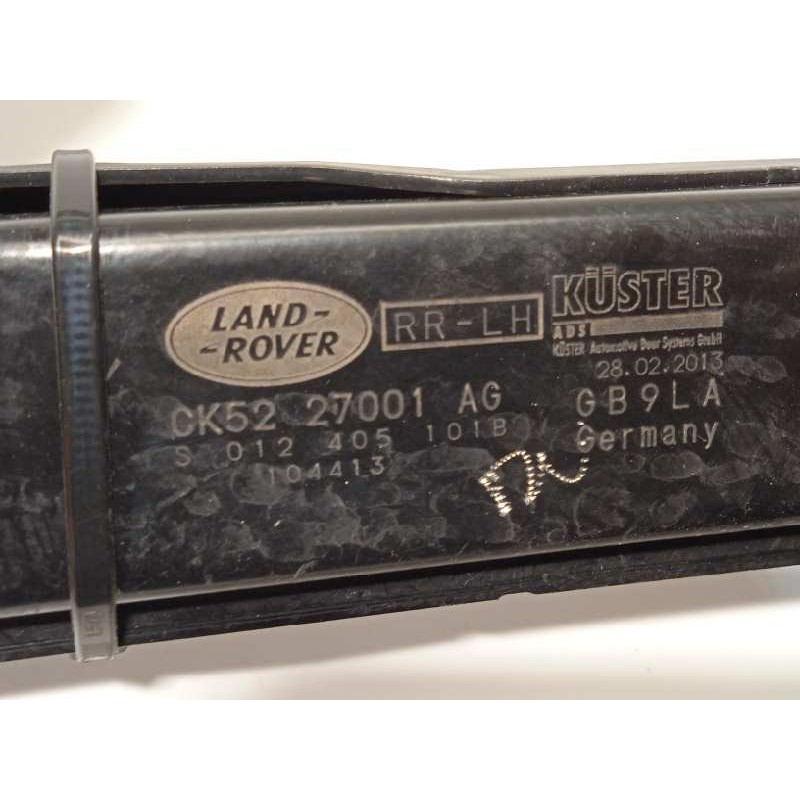 LAND-
-ROVER
RR-LH
KÜSTER
ADS
KÜSTER Automotive Door Systems GmbH
28.02.2013
CK52 27001 AG
GB9LA
S 012 405 101B
Germany
104413